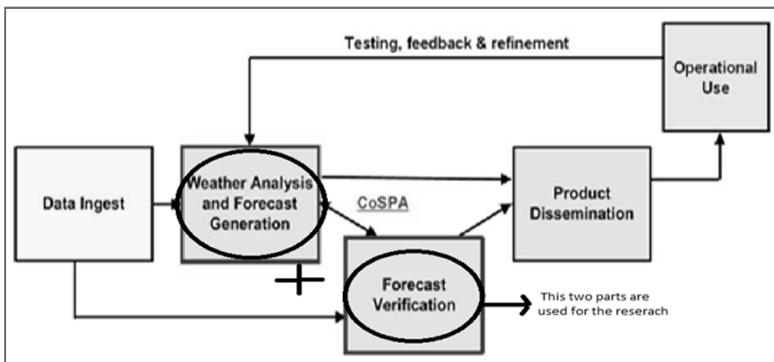 Testing, feedback & refinement
Operational
Use
Data Ingest
Weather Analysis
and Forecast
Generation
CoSPA
Product
Dissemination
Forecast
Verification
This two parts are
used for the reserach